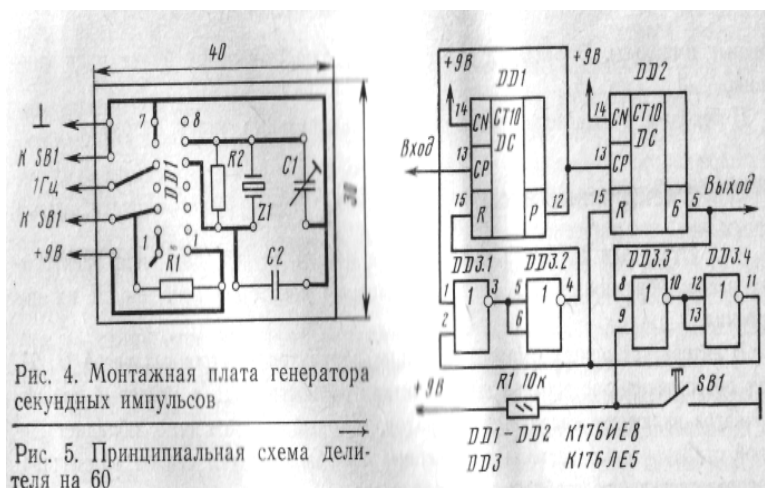 40
30
⊥
К SB1
1Гц
К SB1
+9В
7
8
DD1
R2
C1
Z1
C2
1
R1
Рис. 4. Монтажная плата генератора
секундных импульсов
Рис. 5. Принципиальная схема дели-
теля на 60
+9В DD1 +9В DD2
14 CN CT10 14 CN CT10
DC DC
Вход 13 CP 13 CP Выход
15 R P 12 15 R 6 5
DD3.1 DD3.2 DD3.3 DD3.4
1 1 3 5 1 4 8 1 10 12 1 11
2 6 9 13
+9В R1 10к SB1
DD1-DD2 К176ИЕ8
DD3 К176ЛЕ5